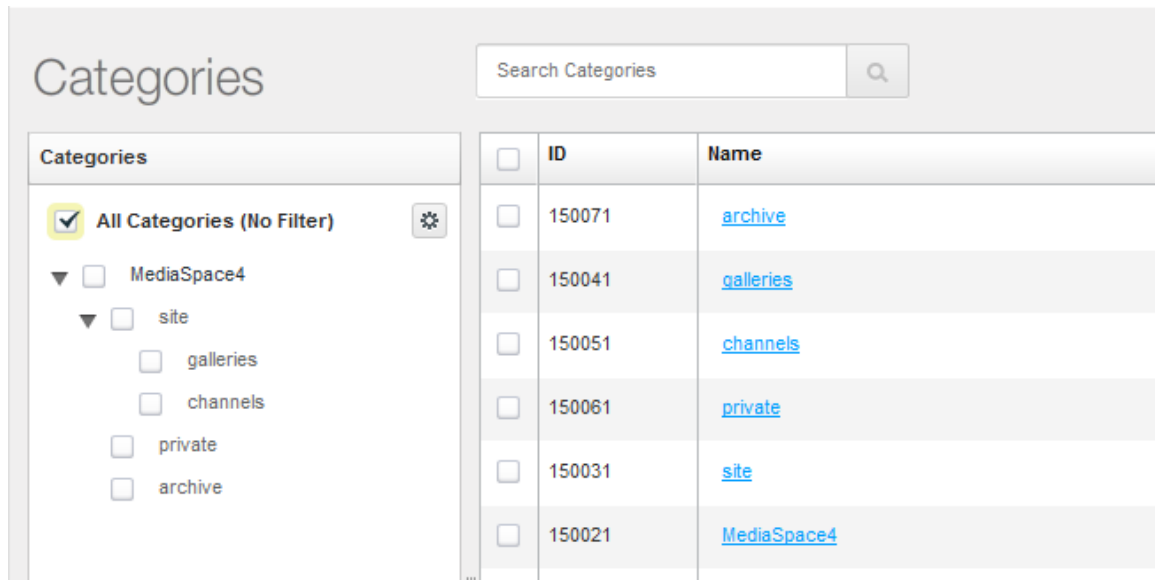 Categories
Search Categories
Categories
All Categories (No Filter)
MediaSpace4
site
galleries
channels
private
archive
ID Name
150071 archive
150041 galleries
150051 channels
150061 private
150031 site
150021 MediaSpace4